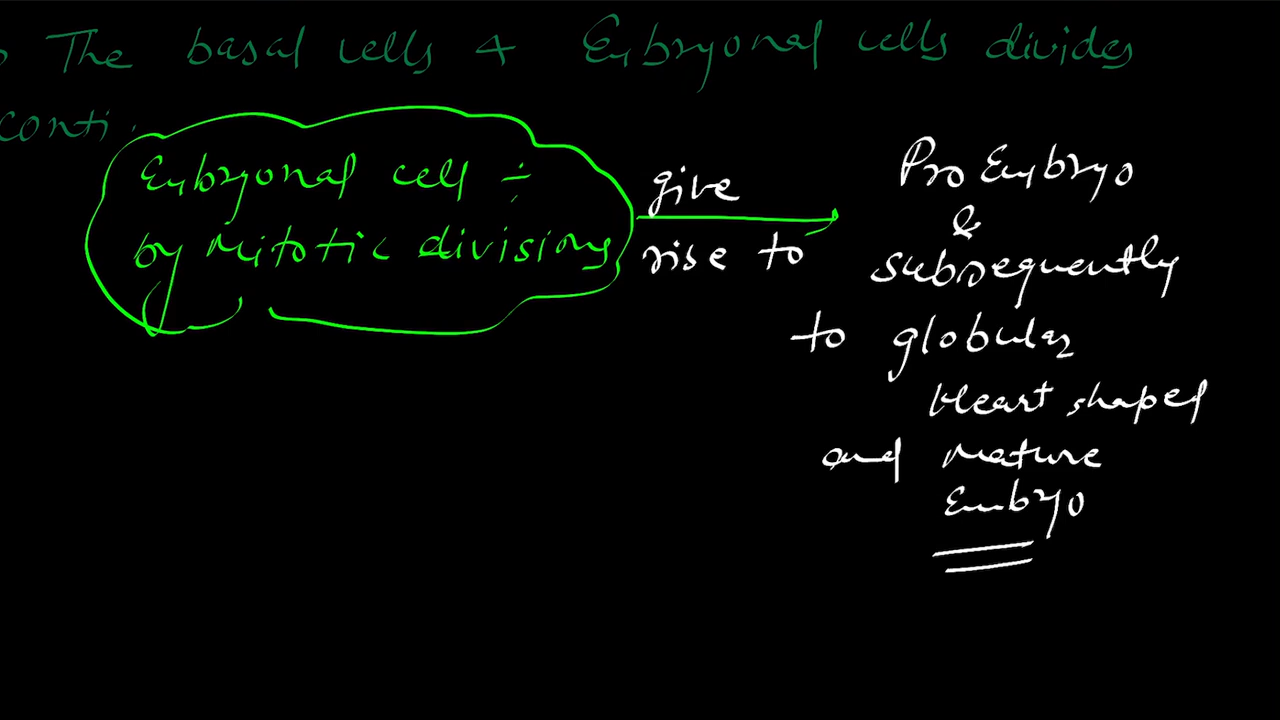 The basal cells & Embryonal cells divides
conti.
Embryonal cell ÷
by mitotic divisions
give
rise to
Pro Embryo
&
subsequently
to globular
Heart shaped
and mature
Embryo